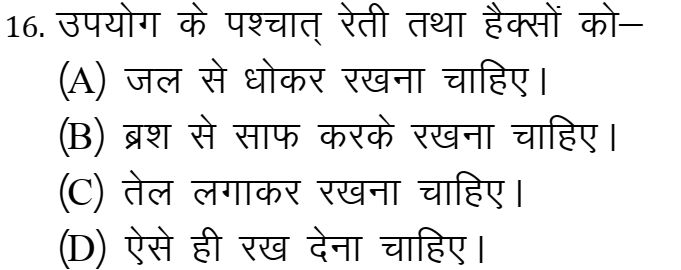 16. उपयोग के पश्चात् रेती तथा हैक्सों को–
(A) जल से धोकर रखना चाहिए।
(B) ब्रश से साफ करके रखना चाहिए।
(C) तेल लगाकर रखना चाहिए।
(D) ऐसे ही रख देना चाहिए।